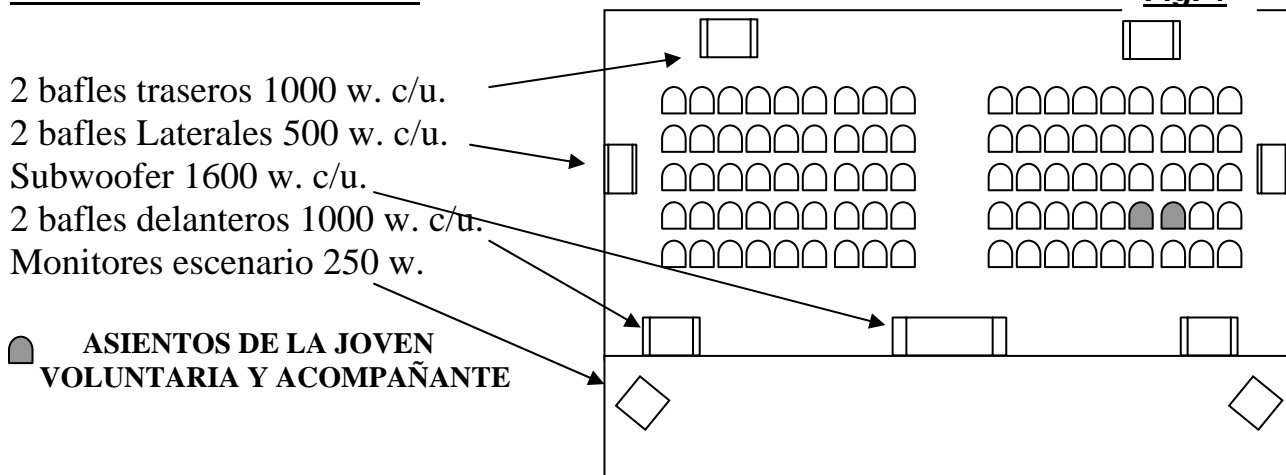 2 bafles traseros 1000 w. c/u.
2 bafles Laterales 500 w. c/u.
Subwoofer 1600 w. c/u.
2 bafles delanteros 1000 w. c/u.
Monitores escenario 250 w.
ASIENTOS DE LA JOVEN
VOLUNTARIA Y ACOMPAÑANTE